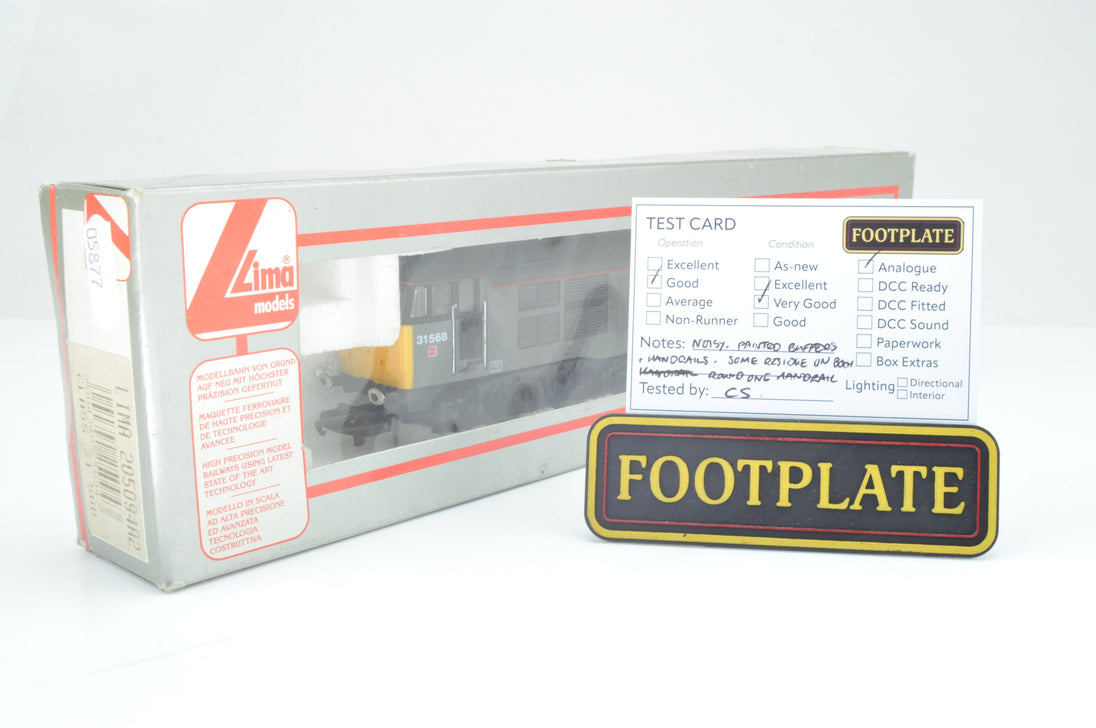 05877
LIMA 205094A2
Lima®
models
MODELLBAHN VON GRUND
AUF NEU MIT HÖCHSTER
PRÄZISION GEFERTIGT
MAQUETTE FERROVIAIRE
DE HAUTE PRECISION ET
DE TECHNOLOGIE
AVANCEE
HIGH PRECISION MODEL
RAILWAYS USING LATEST
STATE OF THE ART
TECHNOLOGY
MODELLO IN SCALA
AD ALTA PRECISIONE
ED AVANZATA
TECNOLOGIA
COSTRUTTIVA
31568
TEST CARD
FOOTPLATE
Operation
Excellent
Good
Average
Non-Runner
Condition
As-new
Excellent
Very Good
Good
Analogue
DCC Ready
DCC Fitted
DCC Sound
Paperwork
Box Extras
Notes: NOISY. PAINTED BUFFERS
+ HANDRAILS. SOME RESIDUE ON BODY
ROUND ONE HANDRAIL
Tested by: CS.
Lighting
Directional
Interior
FOOTPLATE